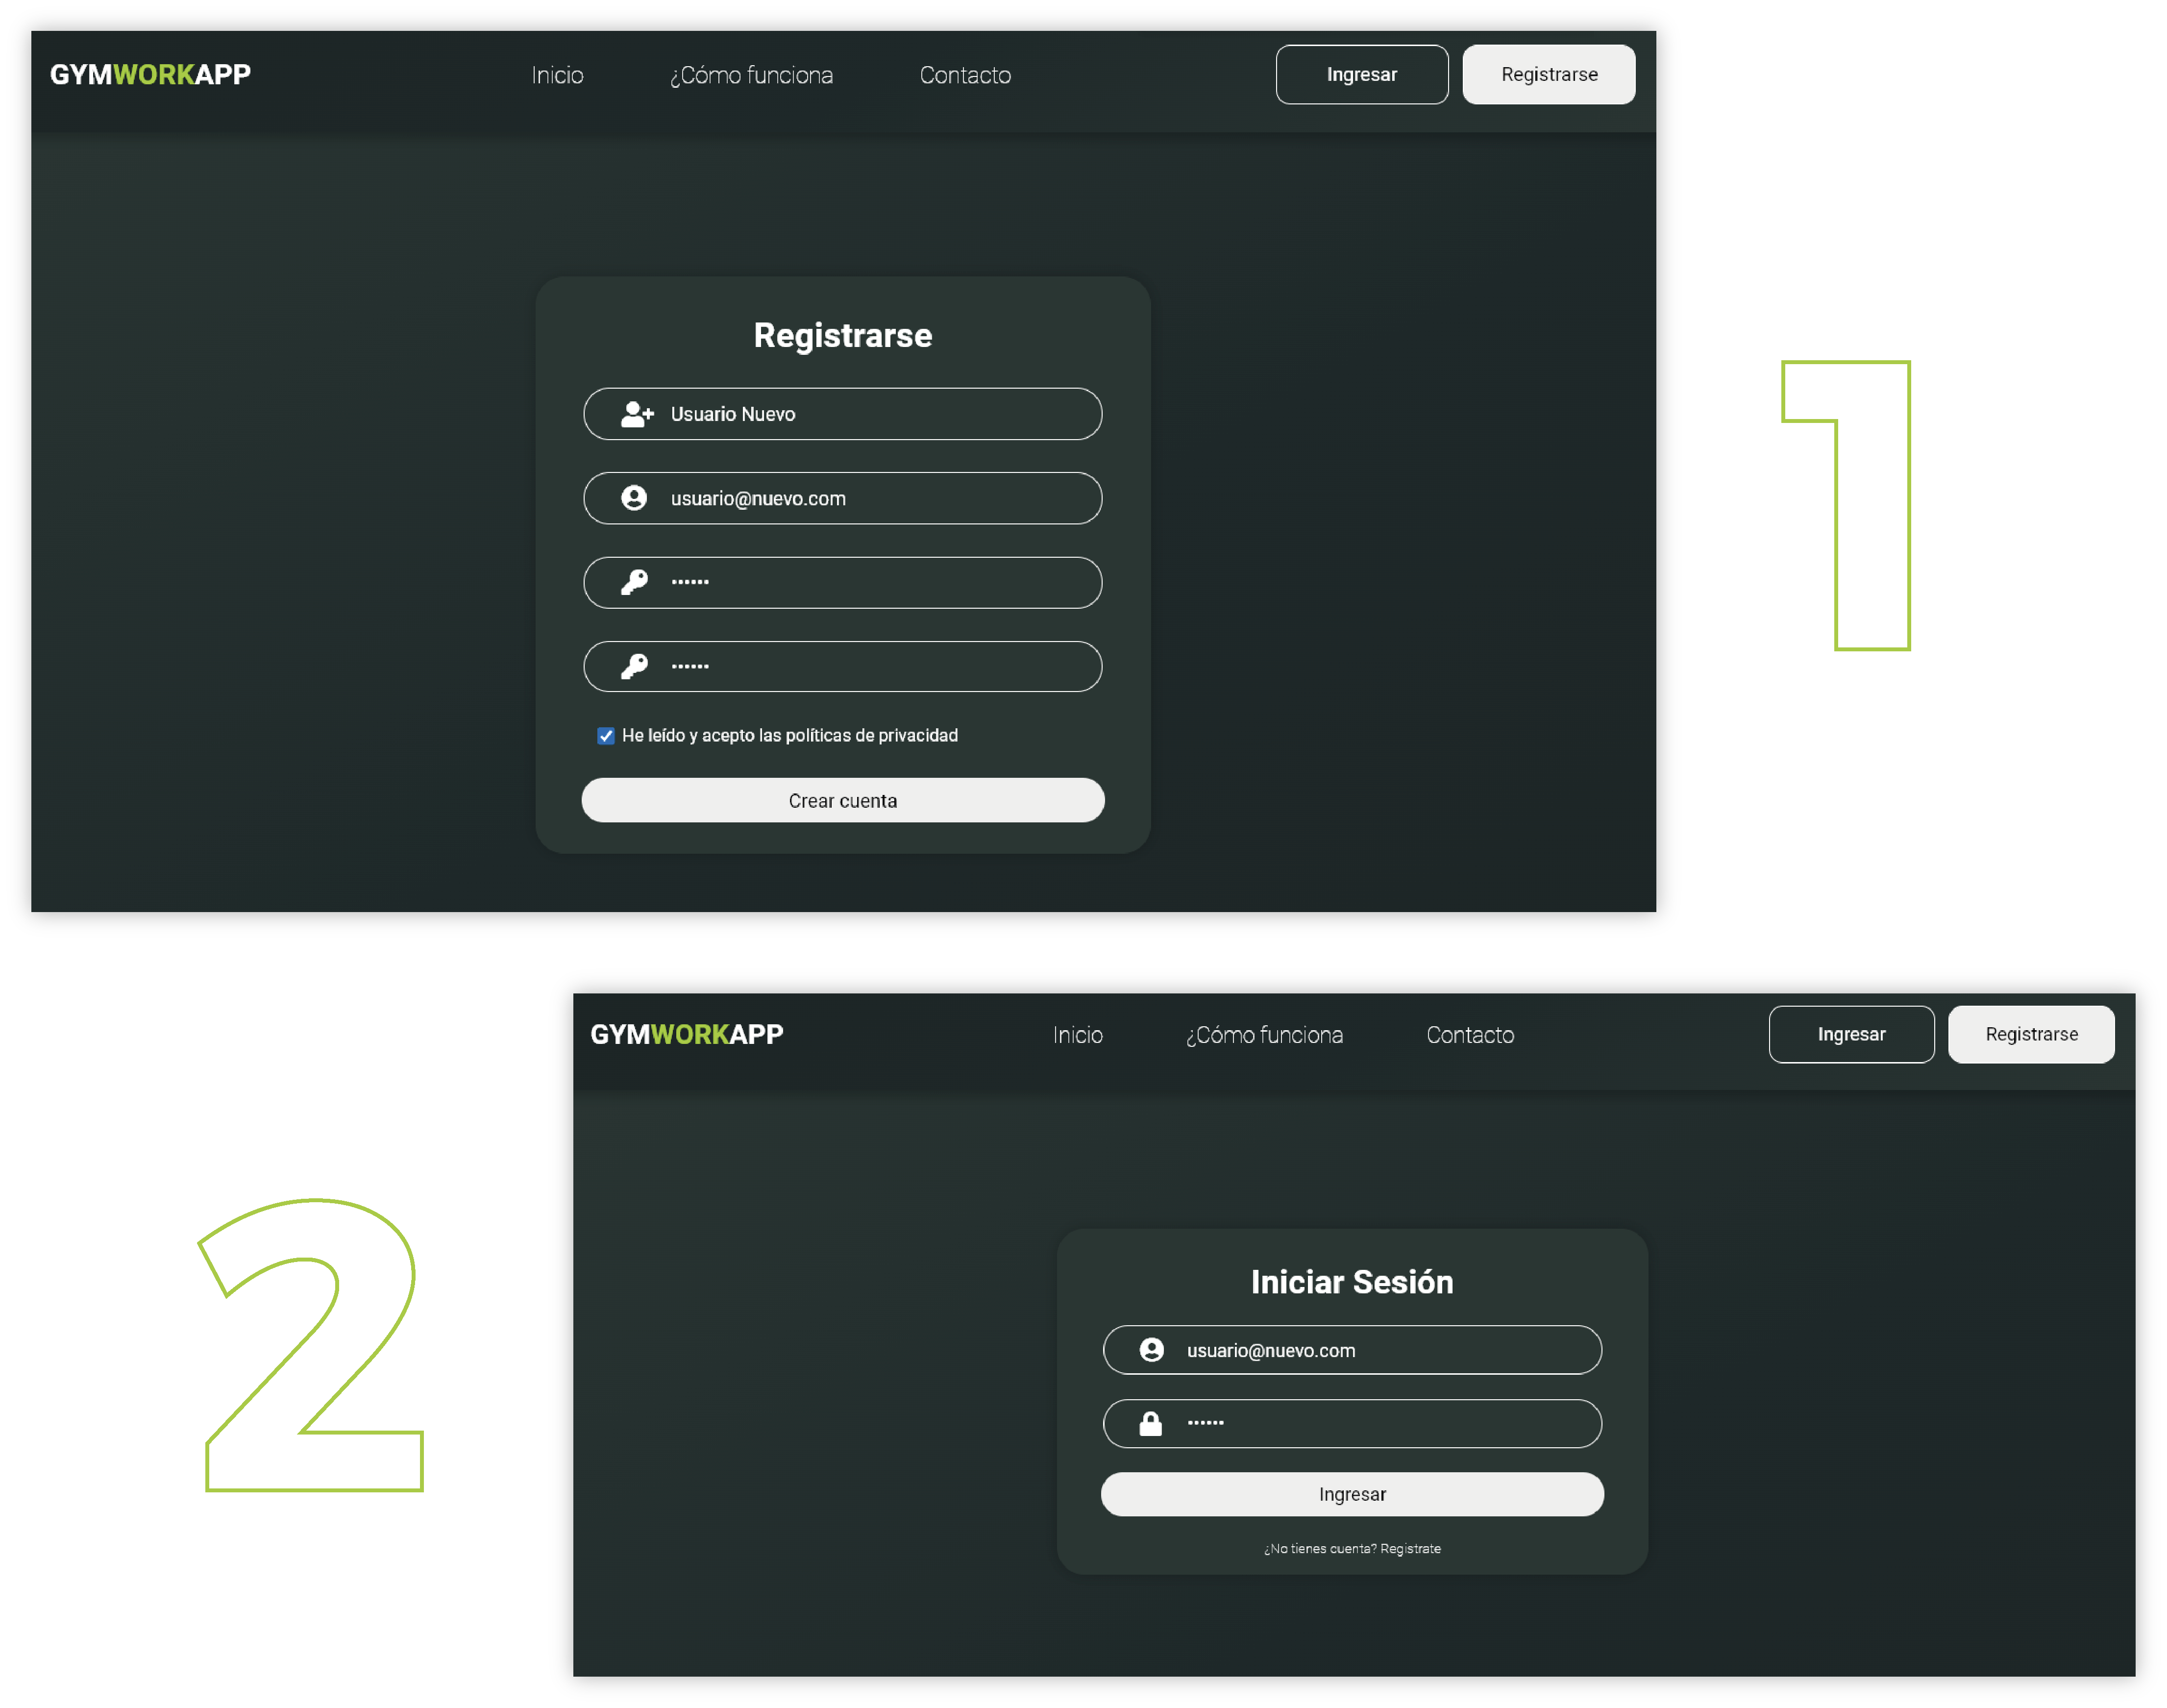 GYMWORKAPP Inicio ¿Cómo funciona Contacto Ingresar Registrarse
Registrarse
Usuario Nuevo
usuario@nuevo.com
••••••
••••••
He leído y acepto las políticas de privacidad
Crear cuenta
1
GYMWORKAPP Inicio ¿Cómo funciona Contacto Ingresar Registrarse
2
Iniciar Sesión
usuario@nuevo.com
••••••
Ingresar
¿No tienes cuenta? Registrate